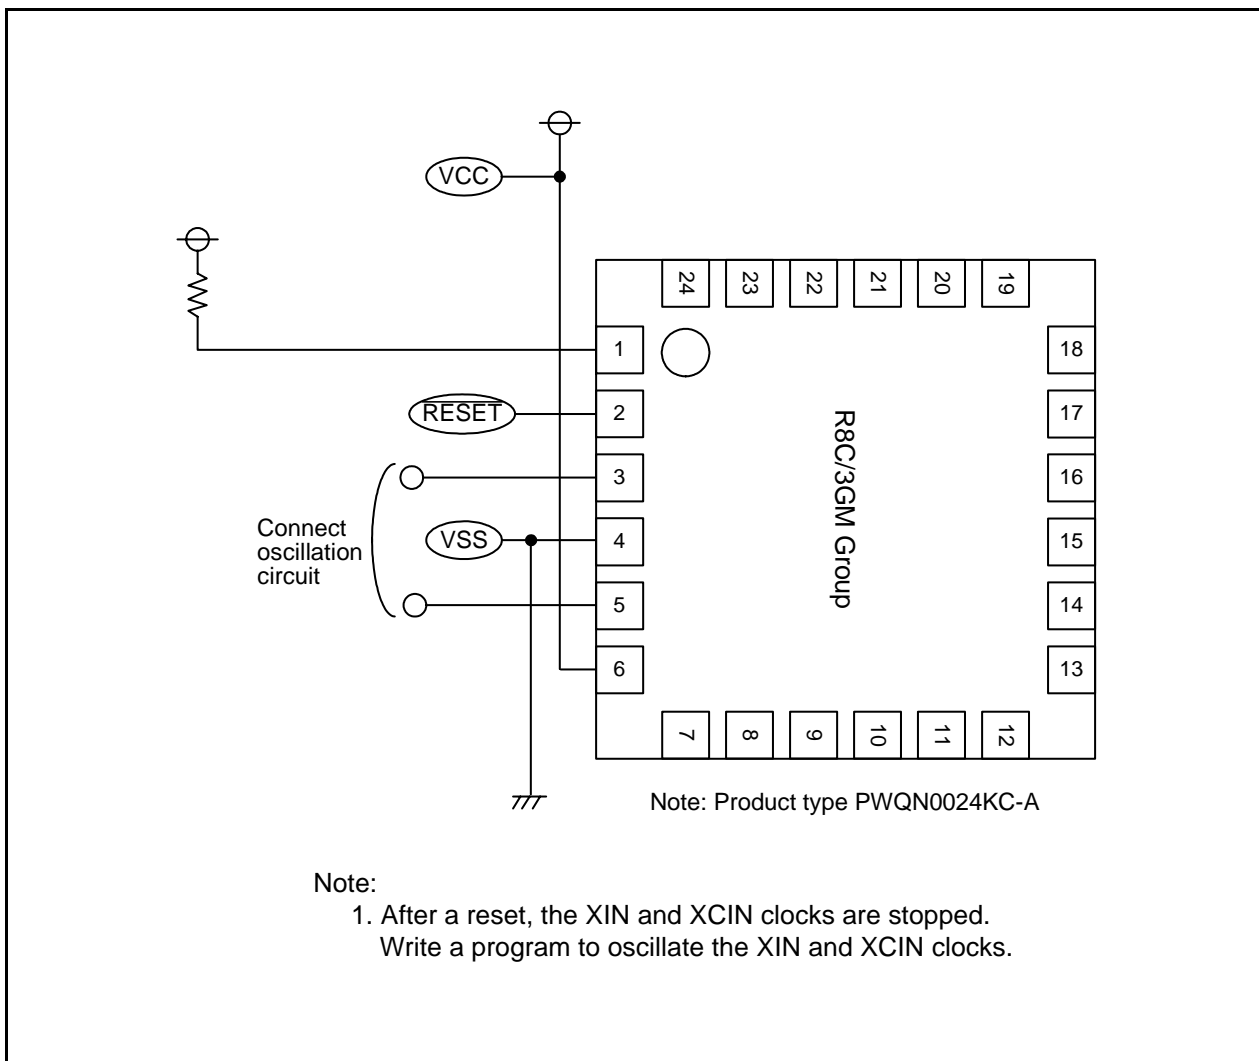 VCC
24
23
22
21
20
19
1
18
RESET
2
17
R8C/3GM Group
3
16
Connect
oscillation
circuit
VSS
4
15
5
14
6
13
7
8
9
10
11
12
Note: Product type PWQN0024KC-A
Note:
1. After a reset, the XIN and XCIN clocks are stopped.
Write a program to oscillate the XIN and XCIN clocks.